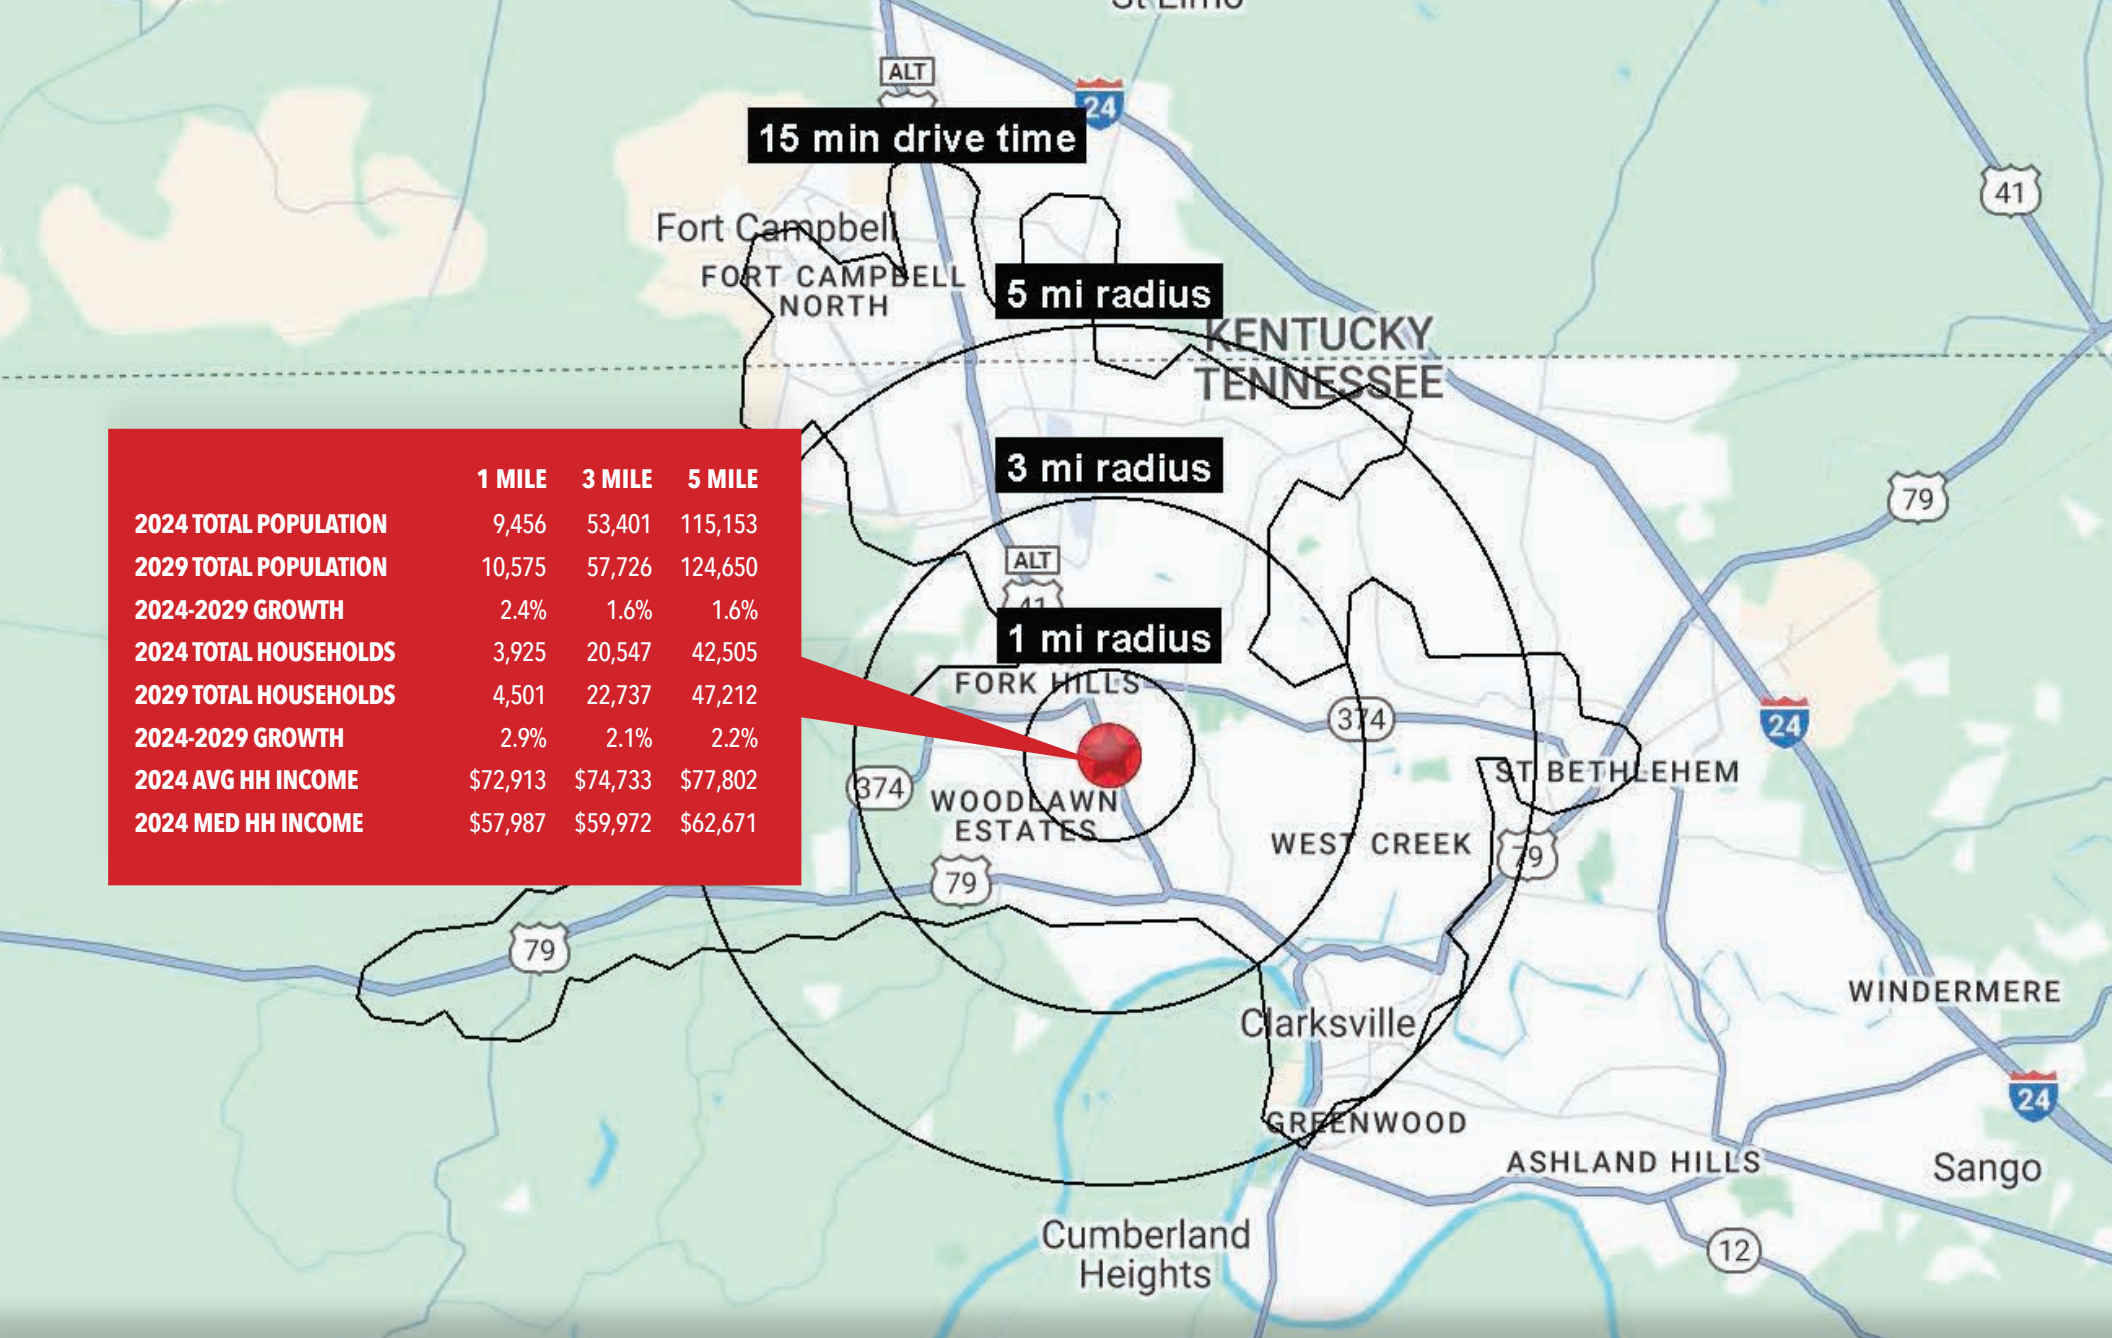 St Elmo
ALT
24
15 min drive time
41
Fort Campbell
FORT CAMPBELL
NORTH
5 mi radius
KENTUCKY
TENNESSEE
3 mi radius
79
1 MILE 3 MILE 5 MILE
2024 TOTAL POPULATION 9,456 53,401 115,153
2029 TOTAL POPULATION 10,575 57,726 124,650
2024-2029 GROWTH 2.4% 1.6% 1.6%
2024 TOTAL HOUSEHOLDS 3,925 20,547 42,505
2029 TOTAL HOUSEHOLDS 4,501 22,737 47,212
2024-2029 GROWTH 2.9% 2.1% 2.2%
2024 AVG HH INCOME $72,913 $74,733 $77,802
2024 MED HH INCOME $57,987 $59,972 $62,671
ALT
41
1 mi radius
FORK HILLS
374
24
374
ST BETHLEHEM
WOODLAWN
ESTATES
WEST CREEK
79
79
79
WINDERMERE
Clarksville
24
GREENWOOD
ASHLAND HILLS
Sango
Cumberland
Heights
12